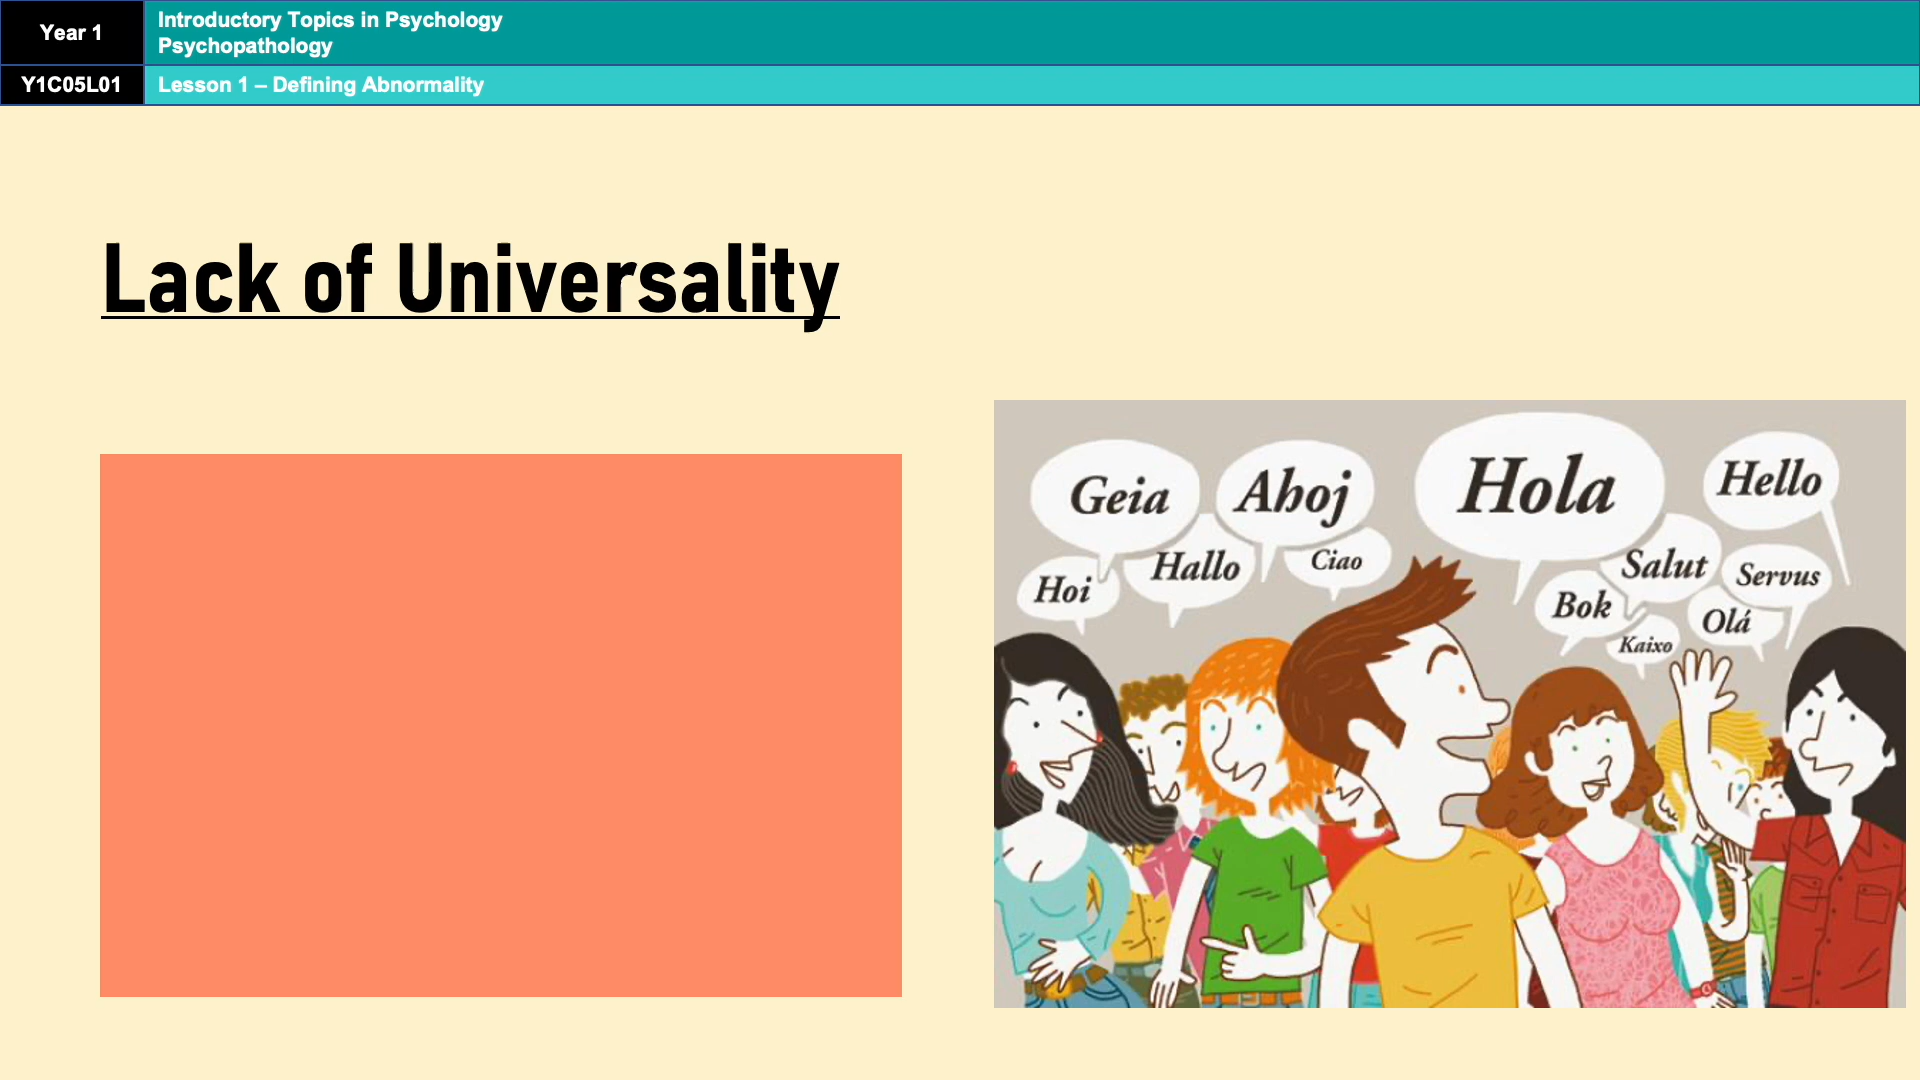 Year 1
Introductory Topics in Psychology
Psychopathology
Y1C05L01
Lesson 1 – Defining Abnormality
Lack of Universality
Geia
Ahoj
Hola
Hello
Hoi
Hallo
Ciao
Bok
Salut
Servus
Kaixo
Olá